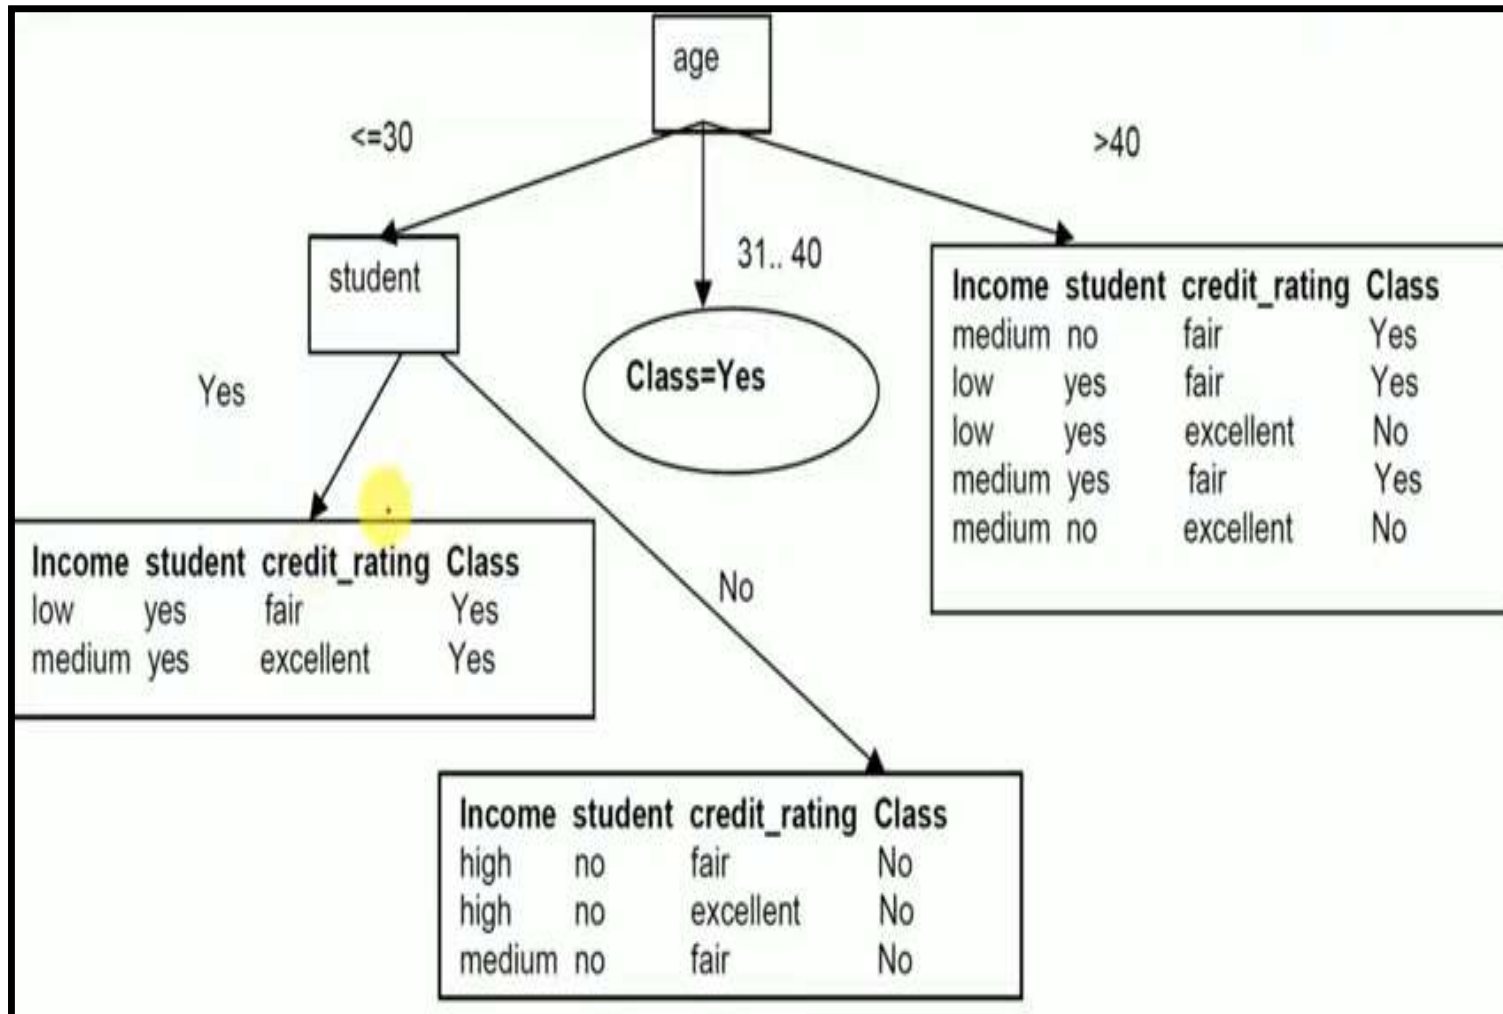 age
<=30
>40
31.. 40
student
Class=Yes
Yes
No
Income student credit_rating Class
medium no fair Yes
low yes fair Yes
low yes excellent No
medium yes fair Yes
medium no excellent No
Income student credit_rating Class
low yes fair Yes
medium yes excellent Yes
Income student credit_rating Class
high no fair No
high no excellent No
medium no fair No